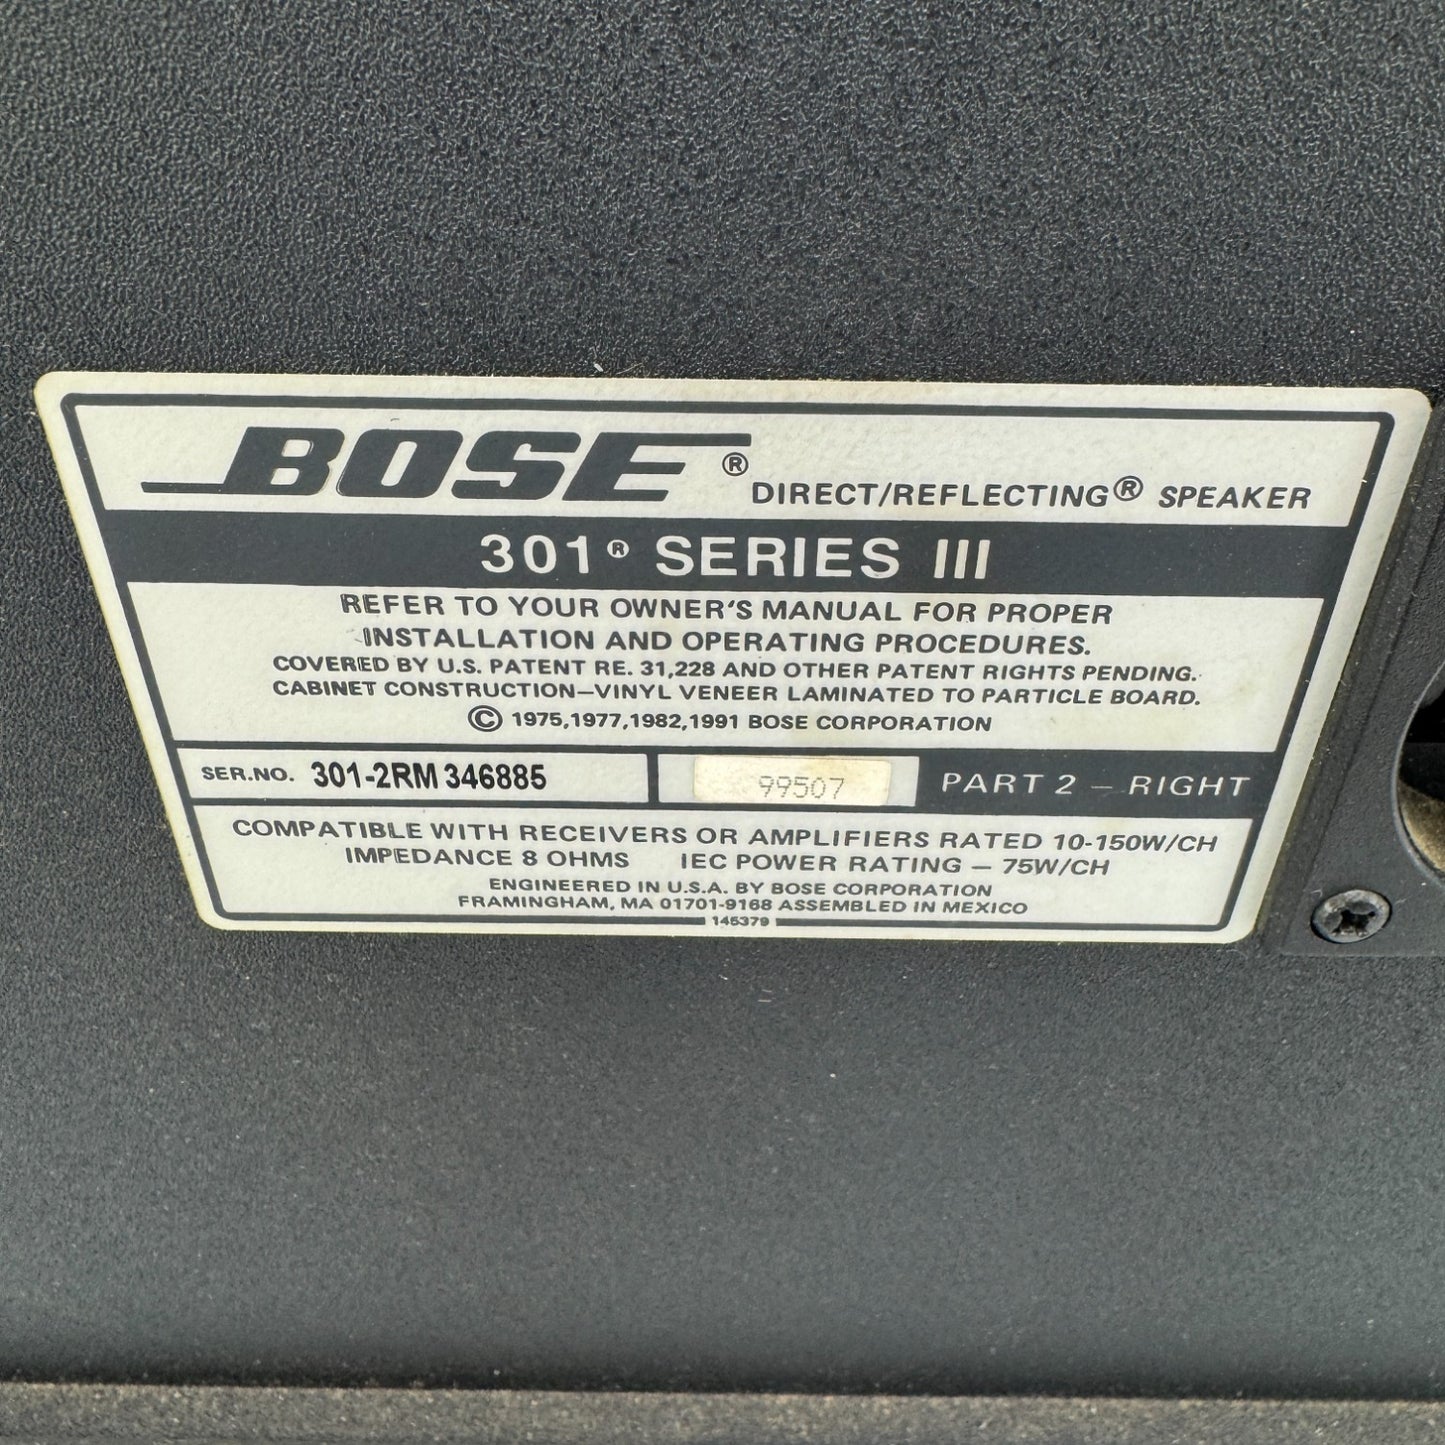 BOSE® DIRECT/REFLECTING® SPEAKER
301® SERIES III
REFER TO YOUR OWNER'S MANUAL FOR PROPER
INSTALLATION AND OPERATING PROCEDURES.
COVERED BY U.S. PATENT RE. 31,228 AND OTHER PATENT RIGHTS PENDING.
CABINET CONSTRUCTION—VINYL VENEER LAMINATED TO PARTICLE BOARD.
© 1975,1977,1982,1991 BOSE CORPORATION
SER.NO. 301-2RM 346885 99507 PART 2 – RIGHT
COMPATIBLE WITH RECEIVERS OR AMPLIFIERS RATED 10-150W/CH
IMPEDANCE 8 OHMS IEC POWER RATING – 75W/CH
ENGINEERED IN U.S.A. BY BOSE CORPORATION
FRAMINGHAM, MA 01701-9168 ASSEMBLED IN MEXICO
145379